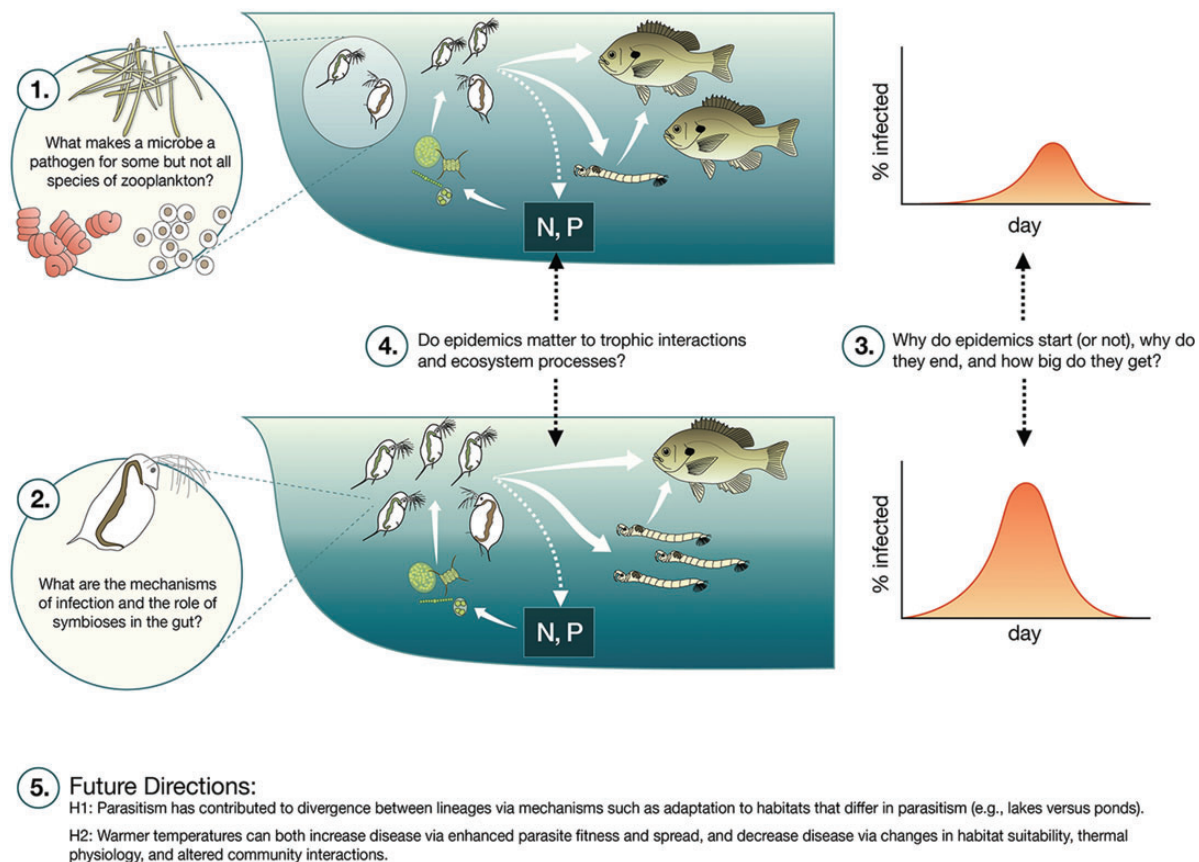 1.
What makes a microbe a
pathogen for some but not all
species of zooplankton?
N, P
% infected
day
4.
Do epidemics matter to trophic interactions
and ecosystem processes?
3.
Why do epidemics start (or not), why do
they end, and how big do they get?
2.
What are the mechanisms
of infection and the role of
symbioses in the gut?
N, P
% infected
day
5.
Future Directions:
H1: Parasitism has contributed to divergence between lineages via mechanisms such as adaptation to habitats that differ in parasitism (e.g., lakes versus ponds).
H2: Warmer temperatures can both increase disease via enhanced parasite fitness and spread, and decrease disease via changes in habitat suitability, thermal
physiology, and altered community interactions.